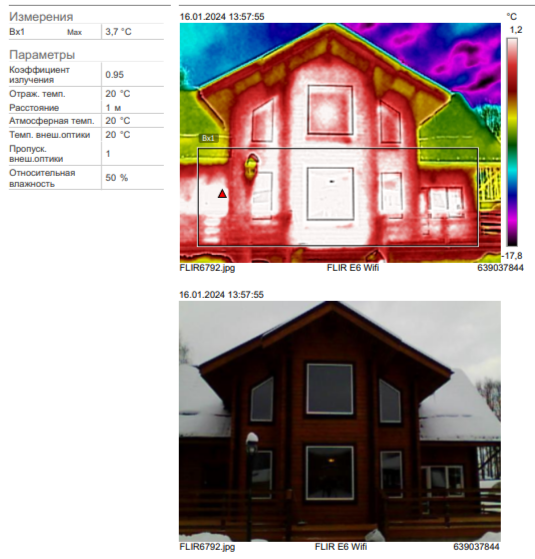 Измерения
Bx1 Max 3,7 °C
Параметры
Коэффициент
излучения 0.95
Отраж. темп. 20 °C
Расстояние 1 м
Атмосферная темп. 20 °C
Темп. внеш.оптики 20 °C
Пропуск.
внеш.оптики 1
Относительная
влажность 50 %
16.01.2024 13:57:55
°C
1,2
Bx1
-17,8
FLIR6792.jpg FLIR E6 Wifi 639037844
16.01.2024 13:57:55
FLIR6792.jpg FLIR E6 Wifi 639037844